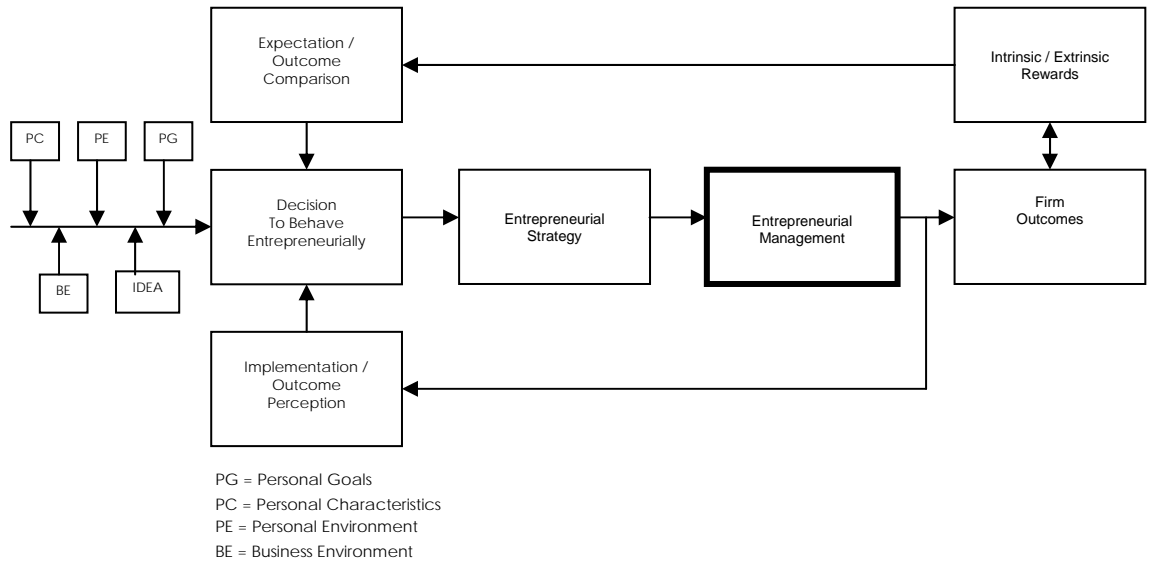 Expectation /
Outcome
Comparison
Intrinsic / Extrinsic
Rewards
PC
PE
PG
Decision
To Behave
Entrepreneurially
Entrepreneurial
Strategy
Entrepreneurial
Management
Firm
Outcomes
BE
IDEA
Implementation /
Outcome
Perception
PG = Personal Goals
PC = Personal Characteristics
PE = Personal Environment
BE = Business Environment